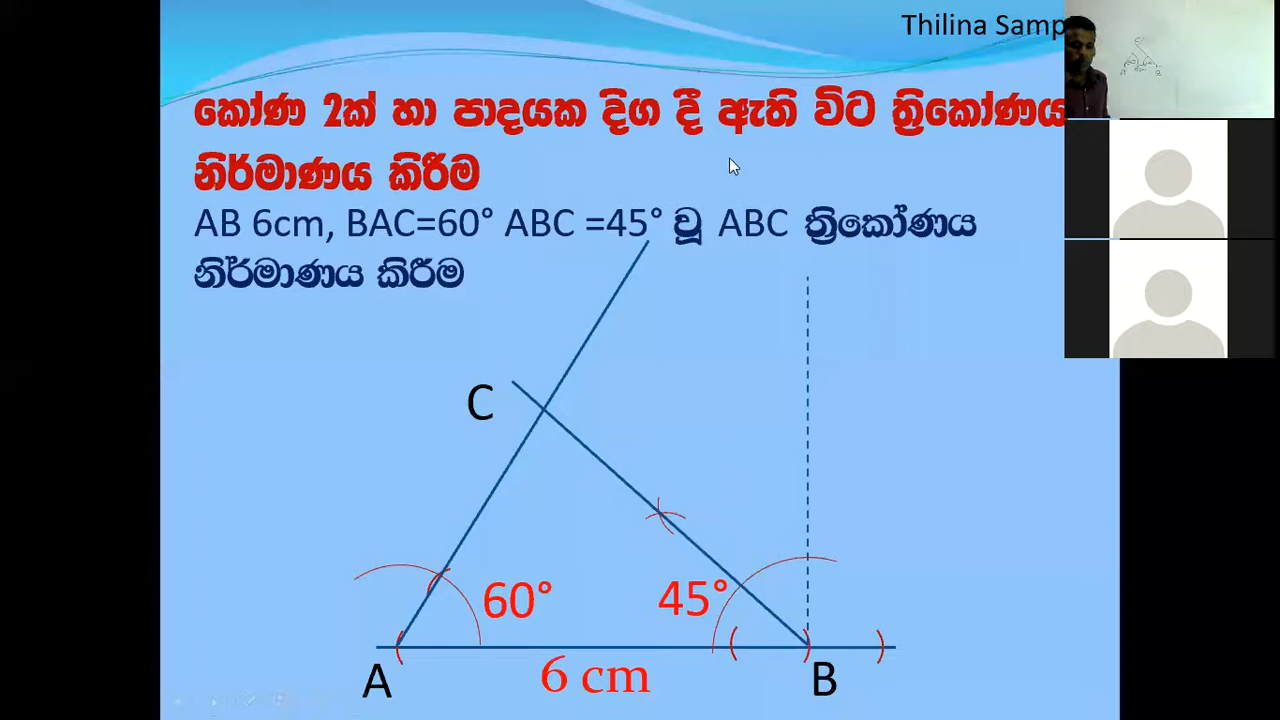 Thilina Samp
කෝණ 2ක් හා පාදයක දිග දී ඇති විට ත්‍රිකෝණය
නිර්මාණය කිරීම
AB 6cm, BAC=60° ABC =45° වූ ABC ත්‍රිකෝණය
නිර්මාණය කිරීම
C
60°
45°
A
6 cm
B